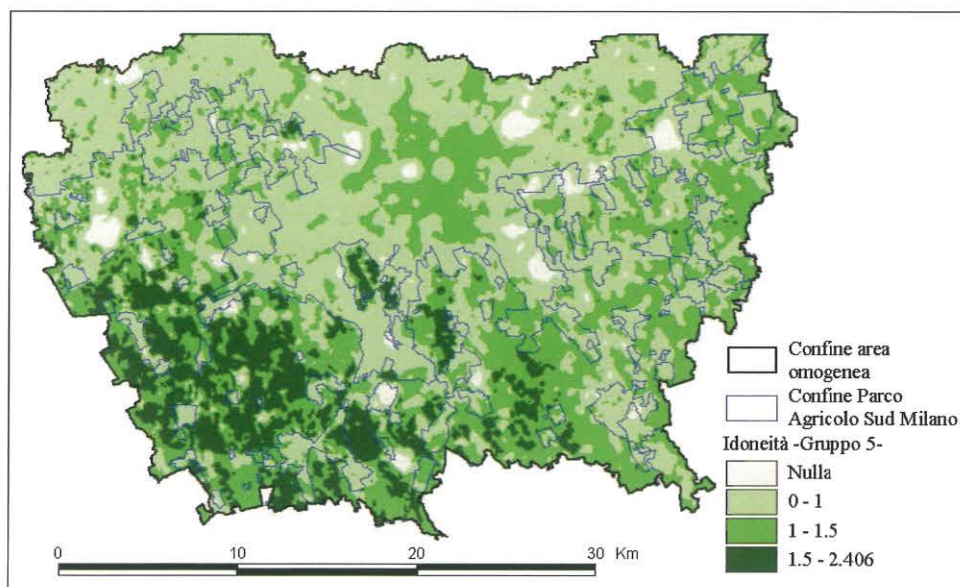 Confine area
omogenea
Confine Parco
Agricolo Sud Milano
Idoneità -Gruppo 5-
Nulla
0 - 1
1 - 1.5
1.5 - 2.406
0 10 20 30 Km